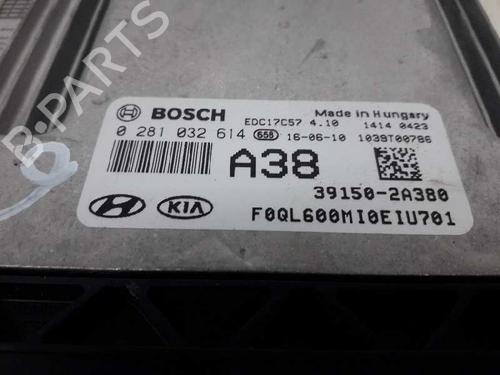 BOSCH EDC17C57 4.10 Made in Hungary
0 281 032 614 658 16-06-10 1414 0423
1039T00786
A38
39150-2A380
KIA F0QL600MI0EIU701
B-PARTS